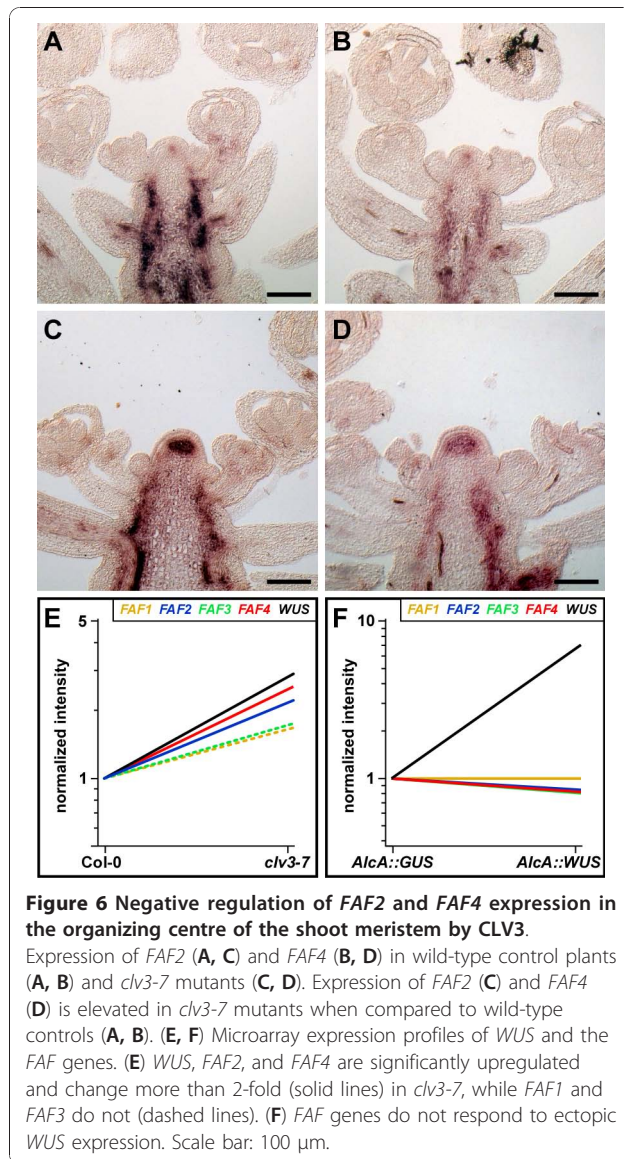 A
B
C
D
E
FAF1 FAF2 FAF3 FAF4 WUS
5
normalized intensity
1
Col-0 clv3-7
F
FAF1 FAF2 FAF3 FAF4 WUS
10
normalized intensity
1
AlcA::GUS AlcA::WUS
Figure 6 Negative regulation of FAF2 and FAF4 expression in
the organizing centre of the shoot meristem by CLV3.
Expression of FAF2 (A, C) and FAF4 (B, D) in wild-type control plants
(A, B) and clv3-7 mutants (C, D). Expression of FAF2 (C) and FAF4
(D) is elevated in clv3-7 mutants when compared to wild-type
controls (A, B). (E, F) Microarray expression profiles of WUS and the
FAF genes. (E) WUS, FAF2, and FAF4 are significantly upregulated
and change more than 2-fold (solid lines) in clv3-7, while FAF1 and
FAF3 do not (dashed lines). (F) FAF genes do not respond to ectopic
WUS expression. Scale bar: 100 μm.